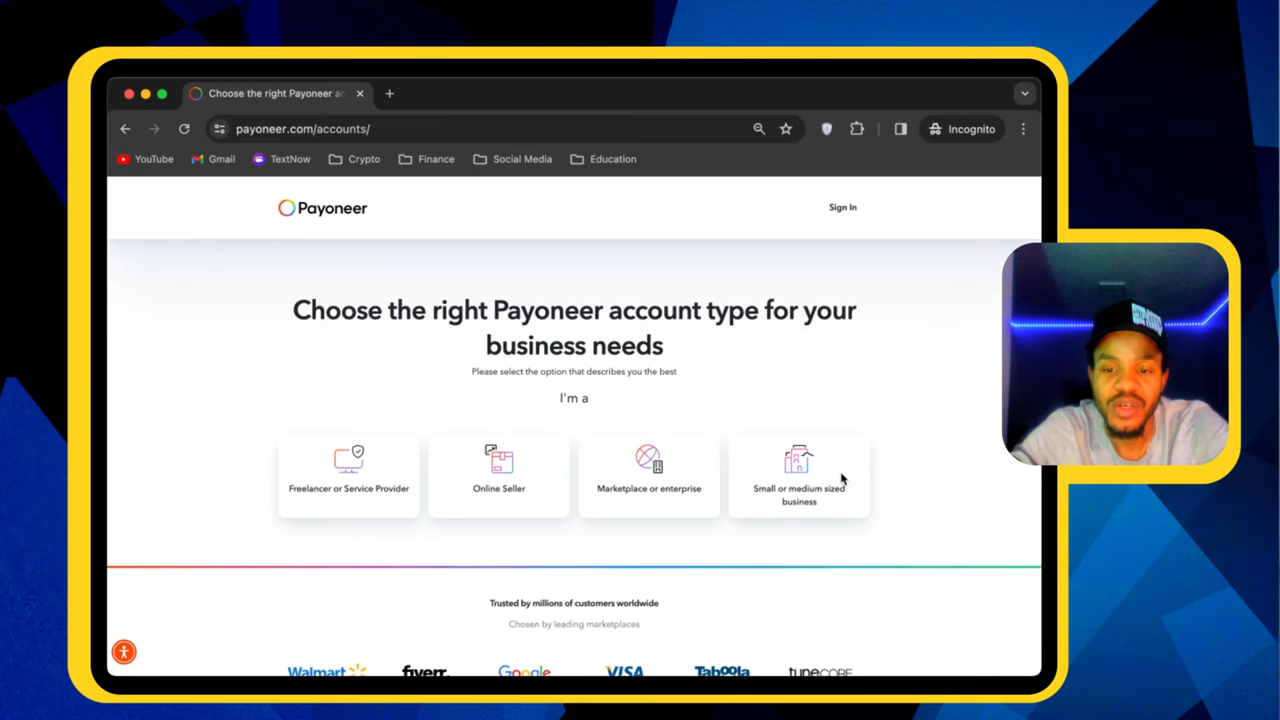 Choose the right Payoneer ac
payoneer.com/accounts/
Incognito
YouTube
Gmail
TextNow
Crypto
Finance
Social Media
Education
Payoneer
Sign In
Choose the right Payoneer account type for your
business needs
Please select the option that describes you the best
I'm a
Freelancer or Service Provider
Online Seller
Marketplace or enterprise
Small or medium sized
business
Trusted by millions of customers worldwide
Chosen by leading marketplaces
Walmart
fiverr.
Google
VISA
Taboola
tunecore